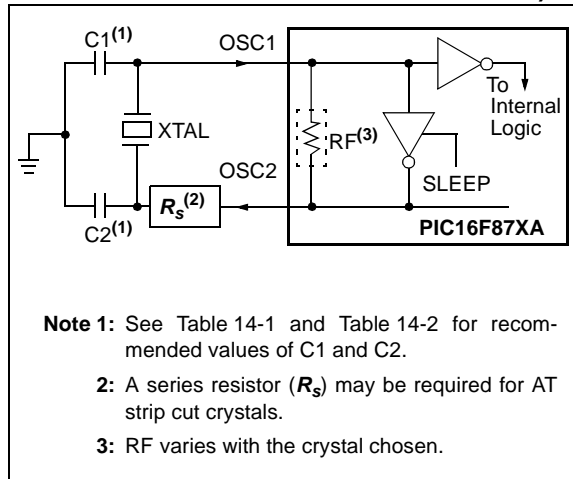 C1(1)
OSC1
To
Internal
Logic
XTAL
RF(3)
OSC2
SLEEP
Rs(2)
C2(1)
PIC16F87XA
Note 1: See Table 14-1 and Table 14-2 for recom-
mended values of C1 and C2.
2: A series resistor (Rs) may be required for AT
strip cut crystals.
3: RF varies with the crystal chosen.